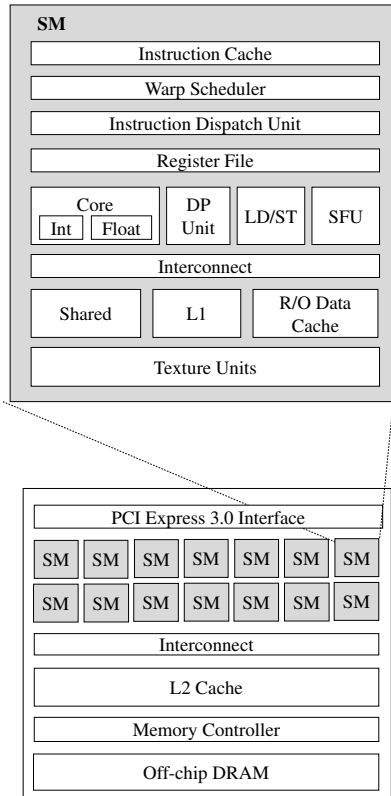 SM
Instruction Cache
Warp Scheduler
Instruction Dispatch Unit
Register File
Core
Int Float
DP
Unit
LD/ST
SFU
Interconnect
Shared
L1
R/O Data
Cache
Texture Units
PCI Express 3.0 Interface
SM SM SM SM SM SM SM
SM SM SM SM SM SM SM
Interconnect
L2 Cache
Memory Controller
Off-chip DRAM